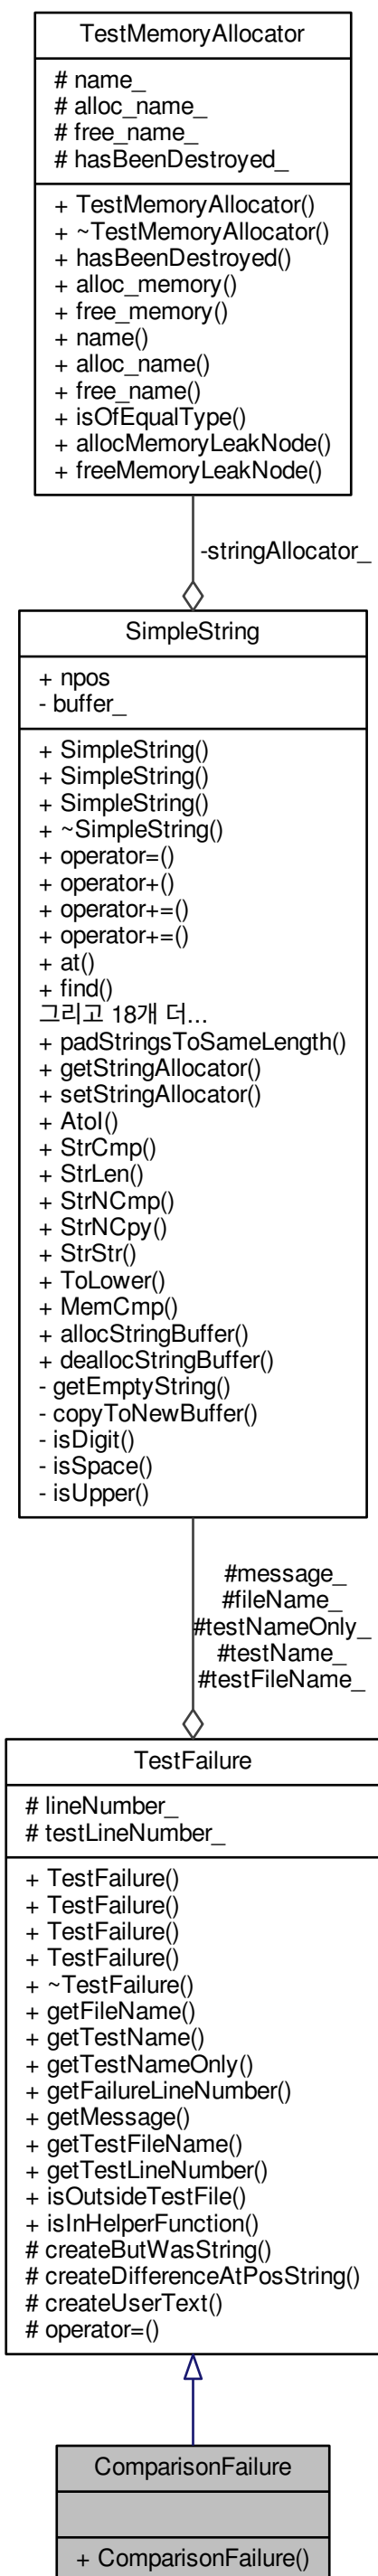 TestMemoryAllocator
# name_
# alloc_name_
# free_name_
# hasBeenDestroyed_
+ TestMemoryAllocator()
+ ~TestMemoryAllocator()
+ hasBeenDestroyed()
+ alloc_memory()
+ free_memory()
+ name()
+ alloc_name()
+ free_name()
+ isOfEqualType()
+ allocMemoryLeakNode()
+ freeMemoryLeakNode()
-stringAllocator_
SimpleString
+ npos
- buffer_
+ SimpleString()
+ SimpleString()
+ SimpleString()
+ ~SimpleString()
+ operator=()
+ operator+()
+ operator+=()
+ operator+=()
+ at()
+ find()
그리고 18개 더...
+ padStringsToSameLength()
+ getStringAllocator()
+ setStringAllocator()
+ AtoI()
+ StrCmp()
+ StrLen()
+ StrNCmp()
+ StrNCpy()
+ StrStr()
+ ToLower()
+ MemCmp()
+ allocStringBuffer()
+ deallocStringBuffer()
- getEmptyString()
- copyToNewBuffer()
- isDigit()
- isSpace()
- isUpper()
#message_
#fileName_
#testNameOnly_
#testName_
#testFileName_
TestFailure
# lineNumber_
# testLineNumber_
+ TestFailure()
+ TestFailure()
+ TestFailure()
+ TestFailure()
+ ~TestFailure()
+ getFileName()
+ getTestName()
+ getTestNameOnly()
+ getFailureLineNumber()
+ getMessage()
+ getTestFileName()
+ getTestLineNumber()
+ isOutsideTestFile()
+ isInHelperFunction()
# createButWasString()
# createDifferenceAtPosString()
# createUserText()
# operator=()
ComparisonFailure
+ ComparisonFailure()